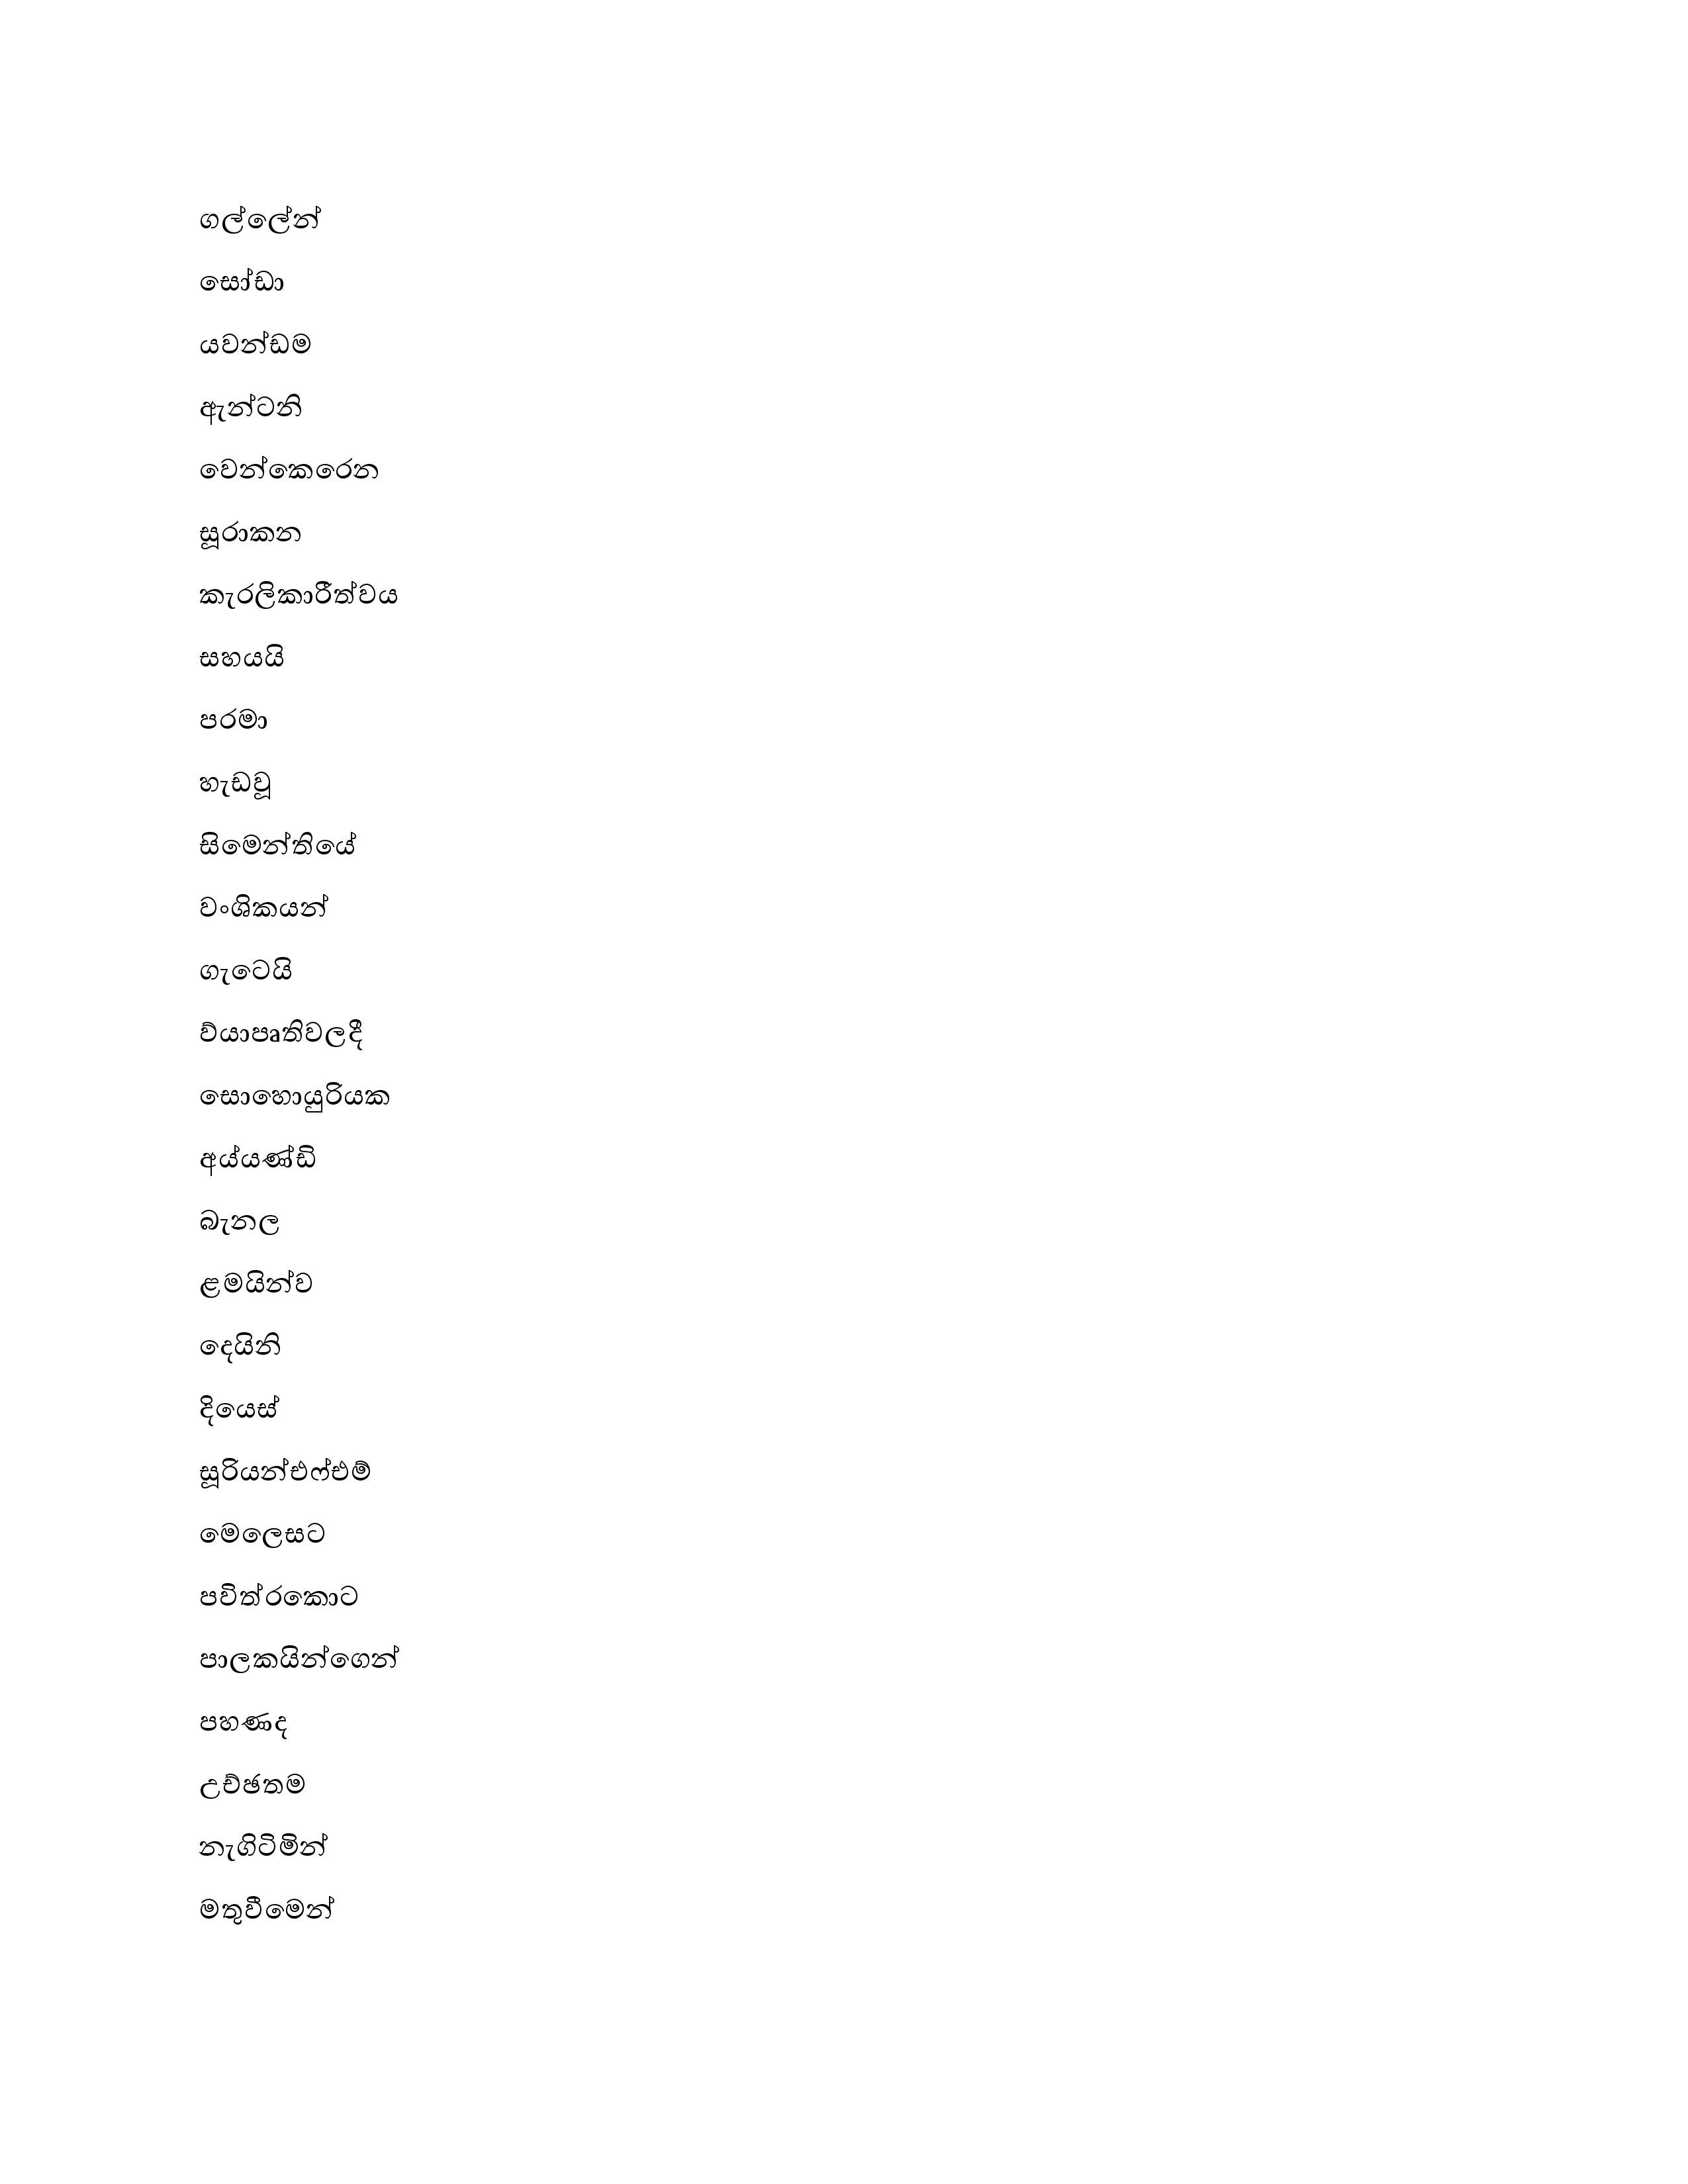 ගල්ලේන්
සෝඩා
යවන්ඩම
ඇන්ටනි
වෙන්කෙරෙන
සූරාකන
කැරලිකාරීත්වය
සහයයි
පරමා
හැඩවූ
සිමෙන්තියේ
වංශිකයන්
ගැටෙයි
ව්යාපෘතිවලදී
සොහොයුරියක
අය්යණ්ඩි
බැනල
ළමයින්ව
දෙයිනි
දියෙස්
සූරියන්එෆ්එම්
මෙලෙසට
පවිත්රකොට
පාලකයින්ගෙන්
පහණද
උච්ඡතම
නැගිටිමින්
මතුවීමෙන්